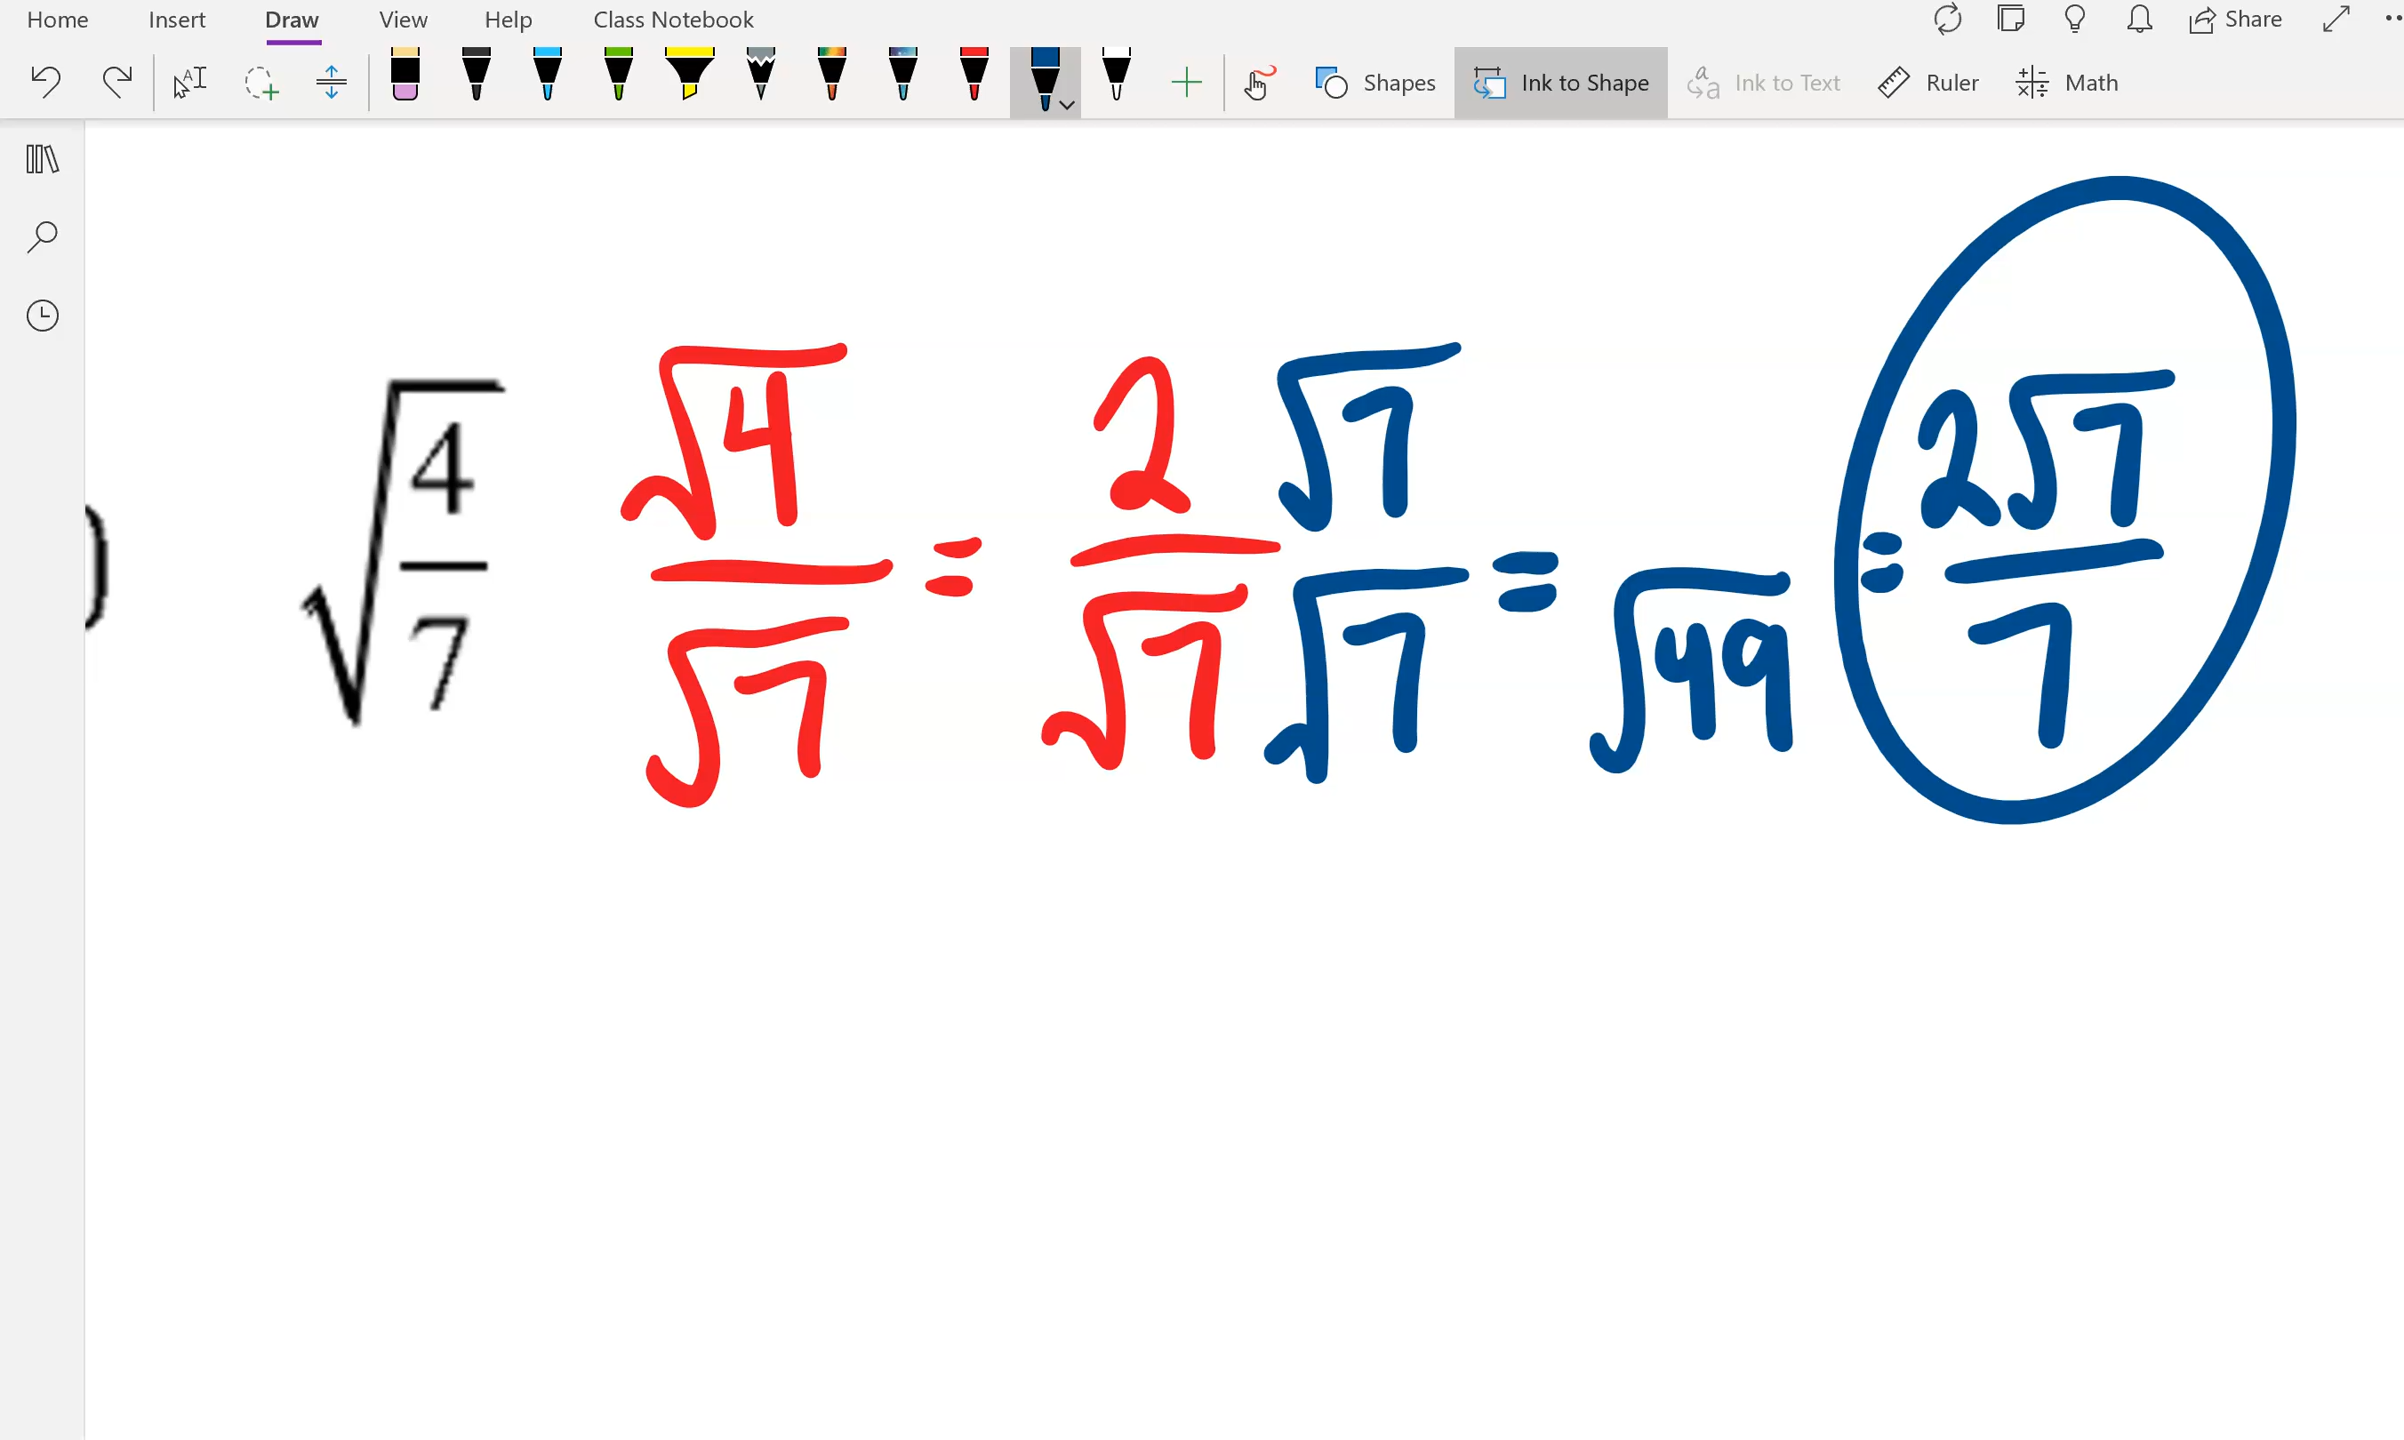 Home Insert Draw View Help Class Notebook Share
Shapes Ink to Shape Ink to Text Ruler Math
) √(4/7) √4/√7 = 2/√7 √7/√7 = /√49 = 2√7/7